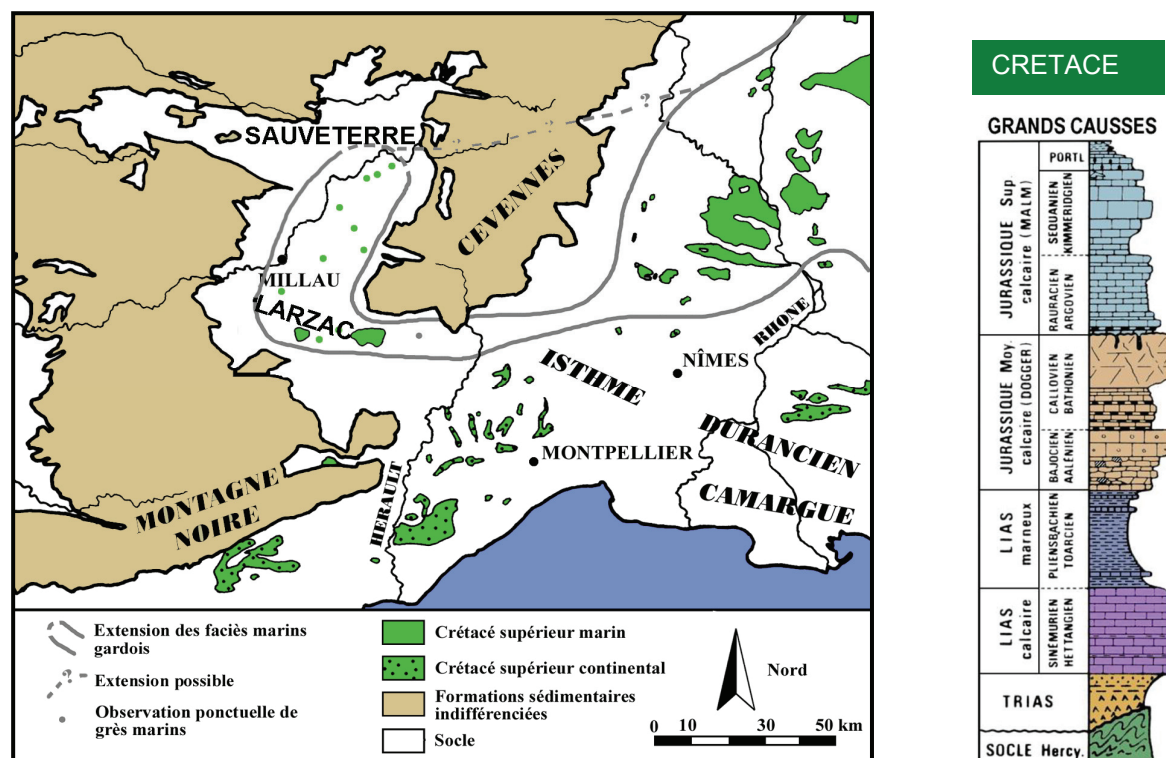 SAUVETERRE
CEVENNES
MILLAU
LARZAC
RHONE
NÎMES
ISTHME
DURANCIEN
MONTPELLIER
CAMARGUE
HERAULT
MONTAGNE
NOIRE
?
?
?
Extension des faciès marins
gardois
?
Extension possible
Observation ponctuelle de
grès marins
Crétacé supérieur marin
Crétacé supérieur continental
Formations sédimentaires
indifférenciées
Socle
Nord
0 10 30 50 km
CRETACE
GRANDS CAUSSES
JURASSIQUE Sup
calcaire (MALM)
PORTL
SEQUANIEN
KIMMERIDGIEN
RAURACIEN
ARGOVIEN
JURASSIQUE Moy.
calcaire (DOGGER)
CALLOVIEN
BATHONIEN
BAJOCIEN
AALÉNIEN
LIAS
marneux
PLIENSBACHIEN
TOARCIEN
LIAS
calcaire
SINÉMURIEN
HETTANGIEN
TRIAS
SOCLE Hercy.